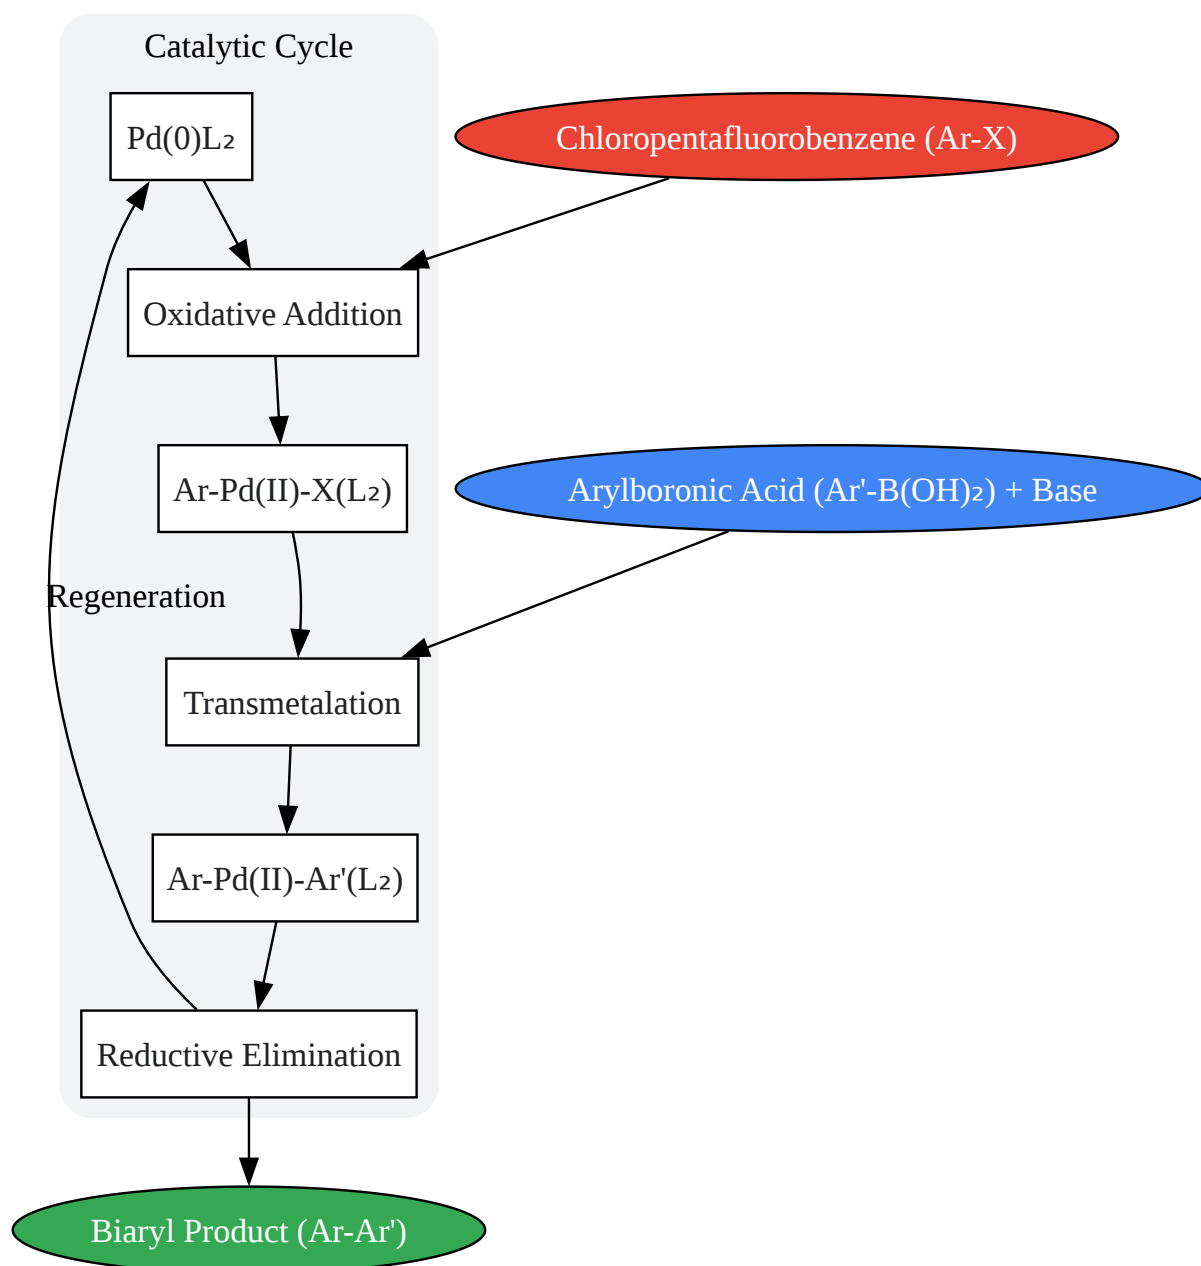 Catalytic Cycle
Pd(0)L₂
Chloropentafluorobenzene (Ar-X)
Oxidative Addition
Ar-Pd(II)-X(L₂)
Arylboronic Acid (Ar'-B(OH)₂) + Base
Regeneration
Transmetalation
Ar-Pd(II)-Ar'(L₂)
Reductive Elimination
Biaryl Product (Ar-Ar')